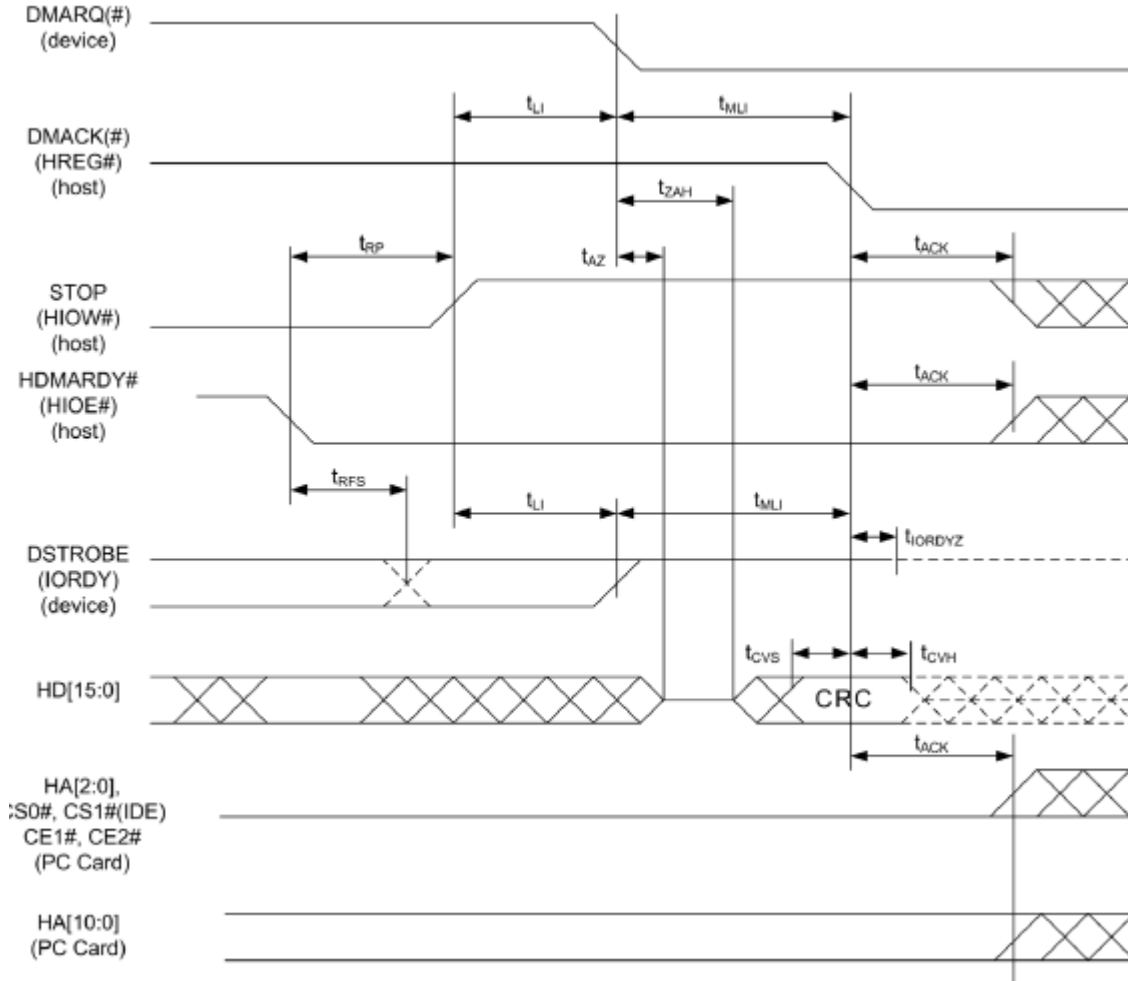 DMARQ(#)
(device)
tLI
tMLI
DMACK(#)
(HREG#)
(host)
tZAH
tRP
tAZ
tACK
STOP
(HIOW#)
(host)
HDMARDY#
(HIOE#)
(host)
tACK
tRFS
tLI
tMLI
tIORDYZ
DSTROBE
(IORDY)
(device)
tCVS
tCVH
HD[15:0]
CRC
tACK
HA[2:0],
CS0#, CS1#(IDE)
CE1#, CE2#
(PC Card)
HA[10:0]
(PC Card)